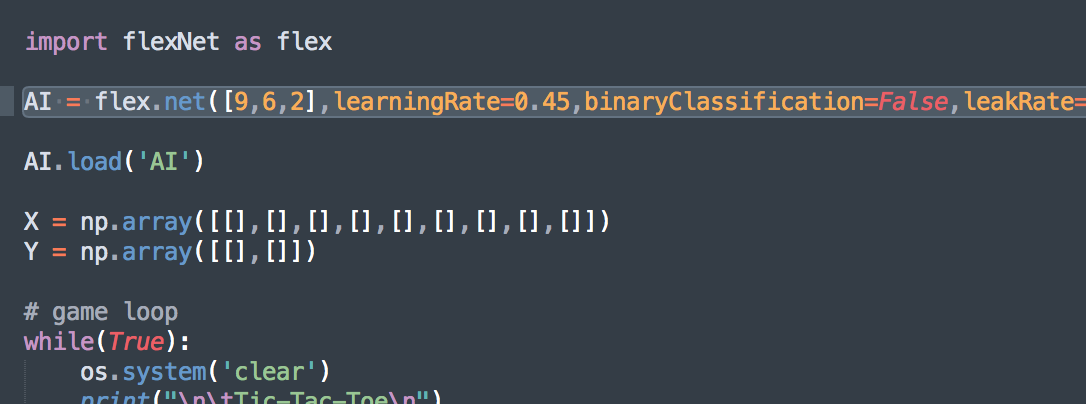 import flexNet as flex
AI = flex.net([9,6,2],learningRate=0.45,binaryClassification=False,leakRate=
AI.load('AI')
X = np.array([[],[],[],[],[],[],[],[],[]])
Y = np.array([[],[]])
# game loop
while(True):
    os.system('clear')
    print("\n\tTic-Tac-Toe\n")